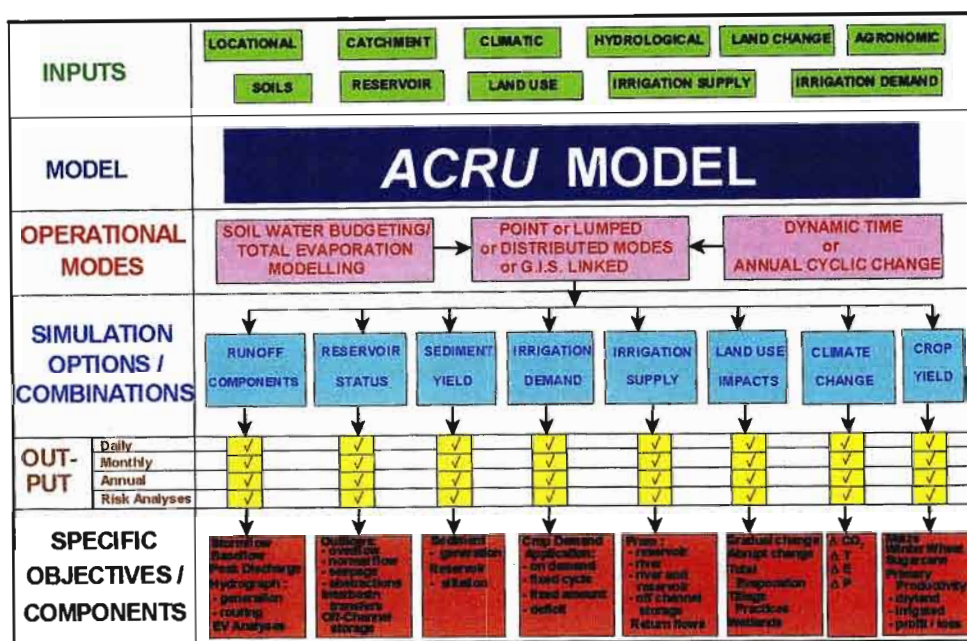 INPUTS
LOCATIONAL CATCHMENT CLIMATIC HYDROLOGICAL LAND CHANGE AGRONOMIC
SOILS RESERVOIR LAND USE IRRIGATION SUPPLY IRRIGATION DEMAND
MODEL
ACRU MODEL
OPERATIONAL
MODES
SOIL WATER BUDGETING/
TOTAL EVAPORATION
MODELLING
POINT or LUMPED
or DISTRIBUTED MODES
or G.I.S. LINKED
DYNAMIC TIME
or
ANNUAL CYCLIC CHANGE
SIMULATION
OPTIONS /
COMBINATIONS
RUNOFF
COMPONENTS
RESERVOIR
STATUS
SEDIMENT
YIELD
IRRIGATION
DEMAND
IRRIGATION
SUPPLY
LAND USE
IMPACTS
CLIMATE
CHANGE
CROP
YIELD
OUT-
PUT
Daily √ √ √ √ √ √ √ √
Monthly √ √ √ √ √ √ √ √
Annual √ √ √ √ √ √ √ √
Risk Analyses √ √ √ √ √ √ √ √
SPECIFIC
OBJECTIVES /
COMPONENTS
Baseflow
Peak Discharge
Hydrograph :
- generation
- routing
EV Analyses
Outflows:
- overflow
- normal flow
- seepage
- abstractions
Interbasin
transfers
Off-Channel
storage
Sediment
- generation
Reservoir
- siltation
Crop Demand
Application:
- on demand
- fixed cycle
- fixed amount
- deficit
From :
- reservoir
- river
- river and
reservoir
- off channel
storage
Return flows
Gradual change
Abrupt change
Total
Evaporation
Tillage
Practices
Wetlands
Δ CO2
Δ T
Δ E
Δ P
Maize
Winter Wheat
Sugarcane
Primary
Productivity
- dryland
- irrigated
- profit / loss